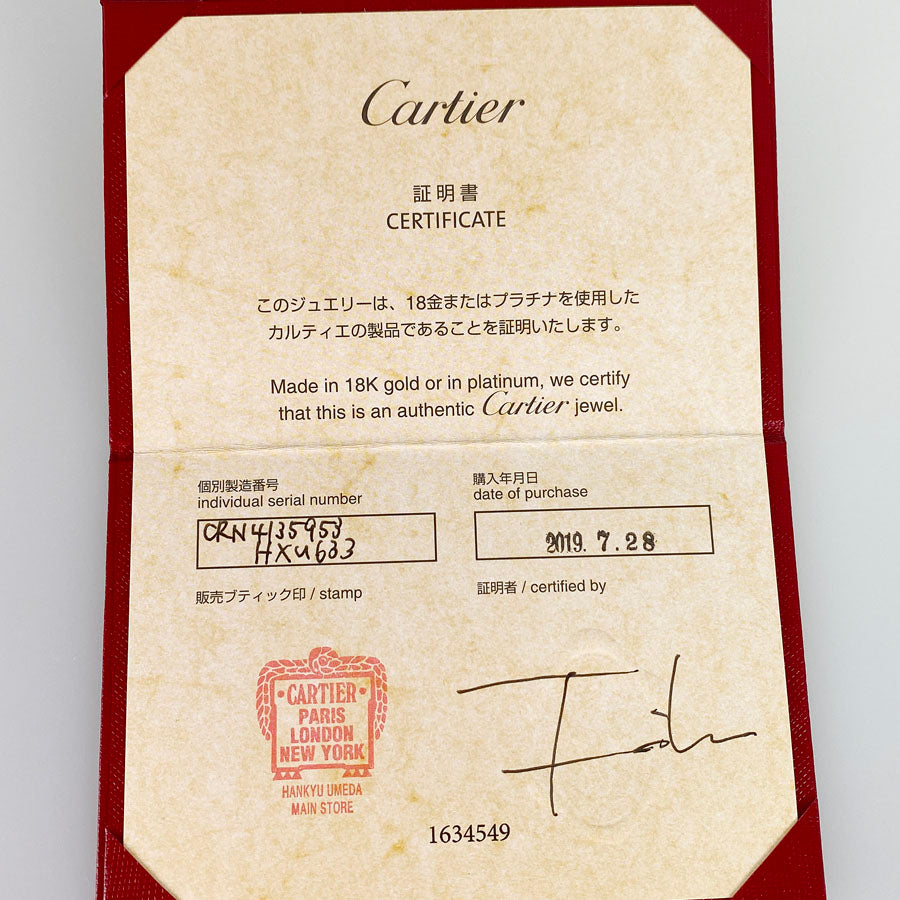 Cartier
証明書
CERTIFICATE
このジュエリーは、18金またはプラチナを使用した
カルティエの製品であることを証明いたします。
Made in 18K gold or in platinum, we certify
that this is an authentic Cartier jewel.
個別製造番号
individual serial number
CRN4135953
HXU633
購入年月日
date of purchase
2019. 7. 28
販売ブティック印 / stamp
証明者 / certified by
CARTIER
PARIS
LONDON
NEW YORK
HANKYU UMEDA
MAIN STORE
1634549